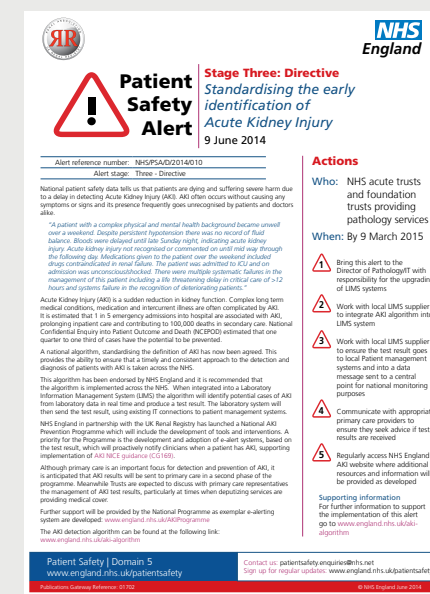 NHS
England
Patient
Safety
Alert
Stage Three: Directive
Standardising the early
identification of
Acute Kidney Injury
9 June 2014
Alert reference number: NHS/PSA/D/2014/010
Alert stage: Three - Directive
National patient safety data tells us that patients are dying and suffering severe harm due
to a delay in detecting Acute Kidney Injury (AKI). AKI often occurs without causing any
symptoms or signs and its presence frequently goes unrecognised by patients and doctors
alike.
"A patient with a complex physical and mental health background became unwell
over a weekend. Despite persistent hypotension there was no record of fluid
balance. Bloods were delayed until late Sunday night, indicating acute kidney
injury. Acute kidney injury not recognised or commented on until mid way through
the following day. Medications given to the patient over the weekend included
drugs contraindicated in renal failure. The patient was admitted to ICU and on
admission was unconscious/shocked. There were multiple systematic failures in the
management of this patient including a life threatening delay in critical care of >12
hours and systems failure in the recognition of deteriorating patients."
Acute Kidney Injury (AKI) is a sudden reduction in kidney function. Complex long term
medical conditions, medication and intercurrent illness are often complicated by AKI.
It is estimated that 1 in 5 emergency admissions into hospital are associated with AKI,
prolonging inpatient care and contributing to 100,000 deaths in secondary care. National
Confidential Enquiry into Patient Outcome and Death (NCEPOD) estimated that one
quarter to one third of cases have the potential to be prevented.
A national algorithm, standardising the definition of AKI has now been agreed. This
provides the ability to ensure that a timely and consistent approach to the detection and
diagnosis of patients with AKI is taken across the NHS.
This algorithm has been endorsed by NHS England and it is recommended that
the algorithm is implemented across the NHS. When integrated into a Laboratory
Information Management System (LIMS) the algorithm will identify potential cases of AKI
from laboratory data in real time and produce a test result. The laboratory system will
then send the test result, using existing IT connections to patient management systems.
NHS England in partnership with the UK Renal Registry has launched a National AKI
Prevention Programme which will include the development of tools and interventions. A
priority for the Programme is the development and adoption of e-alert systems, based on
the test result, which will proactively notify clinicians when a patient has AKI, supporting
implementation of AKI NICE guidance (CG169).
Although primary care is an important focus for detection and prevention of AKI, it
is anticipated that AKI results will be sent to primary care in a second phase of the
programme. Meanwhile Trusts are expected to discuss with primary care representatives
the management of AKI test results, particularly at times when deputizing services are
providing medical cover.
Further support will be provided by the National Programme as exemplar e-alerting
system are developed: www.england.nhs.uk/AKIProgramme
The AKI detection algorithm can be found at the following link:
www.england.nhs.uk/aki-algorithm
Actions
Who: NHS acute trusts
and foundation
trusts providing
pathology services
When: By 9 March 2015
1 Bring this alert to the
Director of Pathology/IT with
responsibility for the upgrading
of LIMS systems
2 Work with local LIMS supplier
to integrate AKI algorithm into
LIMS system
3 Work with local LIMS supplier
to ensure the test result goes
to local Patient management
systems and into a data
message sent to a central
point for national monitoring
purposes
4 Communicate with appropriate
primary care providers to
ensure they seek advice if test
results are received
5 Regularly access NHS England
AKI website where additional
resources and information will
be provided as developed
Supporting information
For further information to support
the implementation of this alert
go to www.england.nhs.uk/aki-
algorithm
Patient Safety | Domain 5
www.england.nhs.uk/patientsafety
Contact us: patientsafety.enquiries@nhs.net
Sign up for regular updates: www.england.nhs.uk/patientsafety
Publications Gateway Reference: 01702
© NHS England June 2014